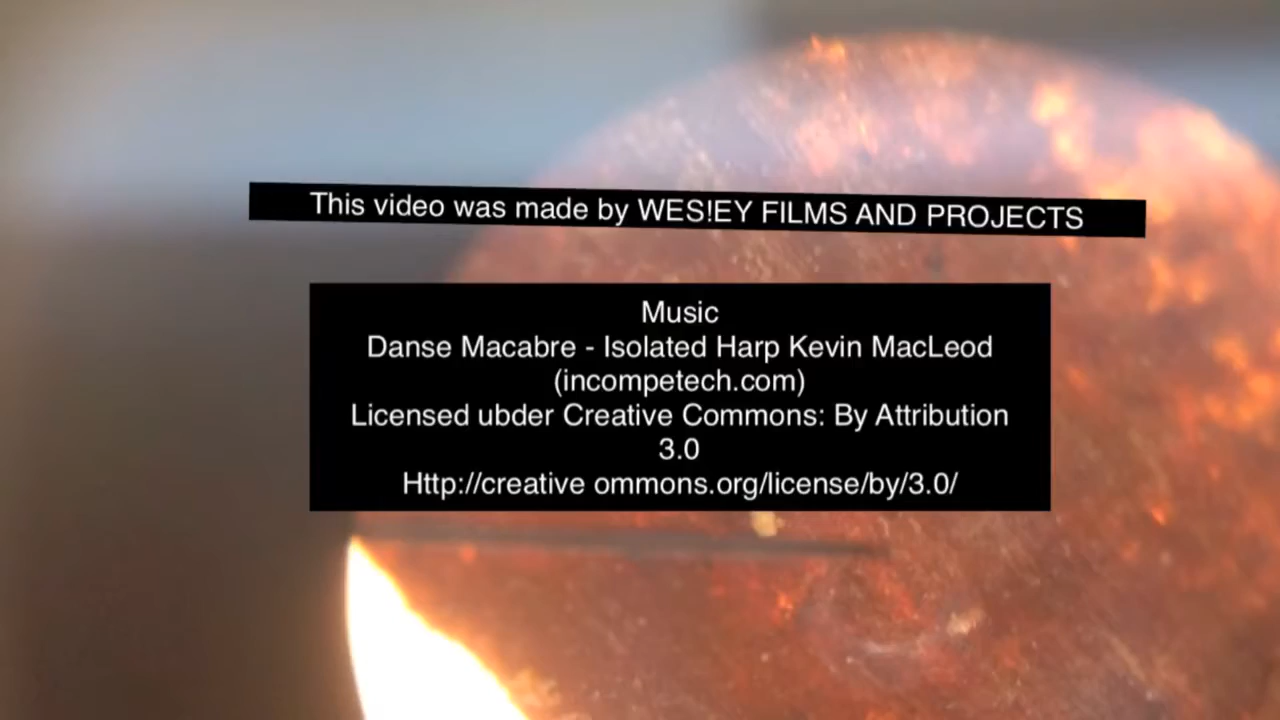 This video was made by WES!EY FILMS AND PROJECTS
Music
Danse Macabre - Isolated Harp Kevin MacLeod
(incompetech.com)
Licensed ubder Creative Commons: By Attribution
3.0
Http://creative ommons.org/license/by/3.0/